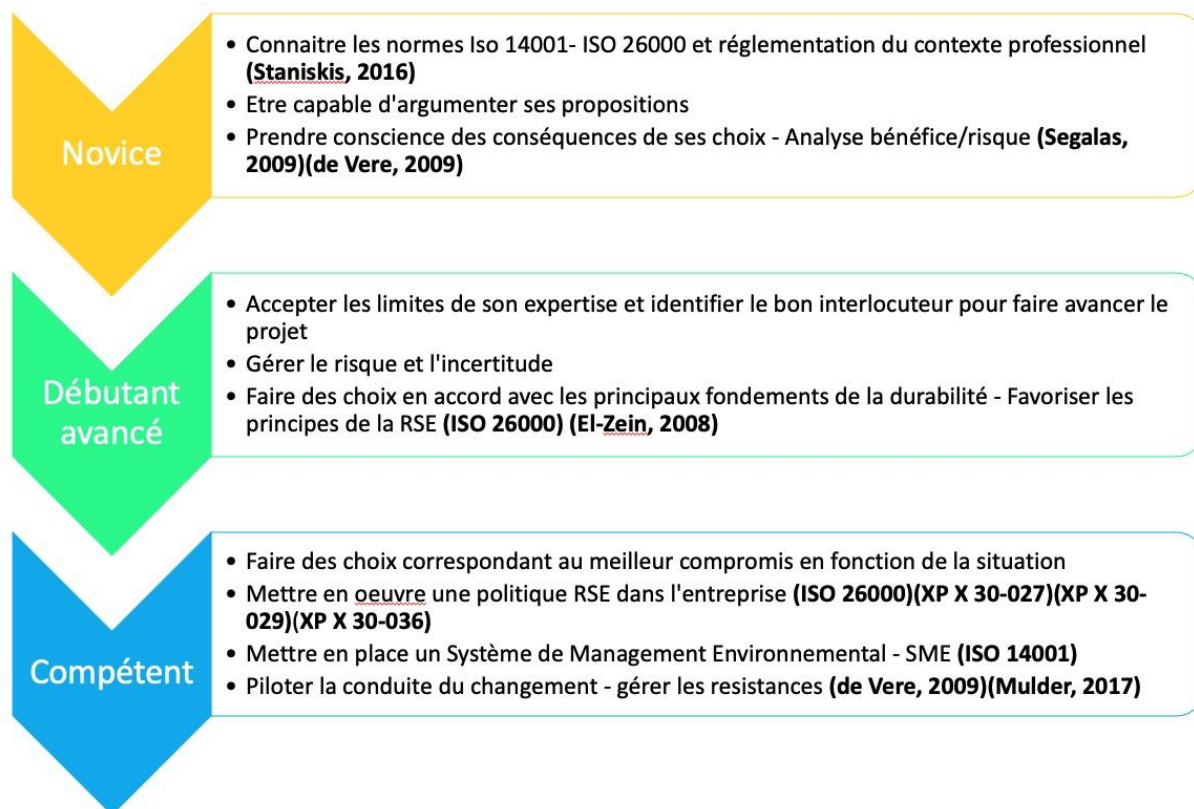 Novice
• Connaitre les normes Iso 14001- ISO 26000 et réglementation du contexte professionnel
(Staniskis, 2016)
• Etre capable d'argumenter ses propositions
• Prendre conscience des conséquences de ses choix - Analyse bénéfice/risque (Segalas,
2009)(de Vere, 2009)
Débutant
avancé
• Accepter les limites de son expertise et identifier le bon interlocuteur pour faire avancer le
projet
• Gérer le risque et l'incertitude
• Faire des choix en accord avec les principaux fondements de la durabilité - Favoriser les
principes de la RSE (ISO 26000) (El-Zein, 2008)
Compétent
• Faire des choix correspondant au meilleur compromis en fonction de la situation
• Mettre en oeuvre une politique RSE dans l'entreprise (ISO 26000)(XP X 30-027)(XP X 30-
029)(XP X 30-036)
• Mettre en place un Système de Management Environnemental - SME (ISO 14001)
• Piloter la conduite du changement - gérer les resistances (de Vere, 2009)(Mulder, 2017)